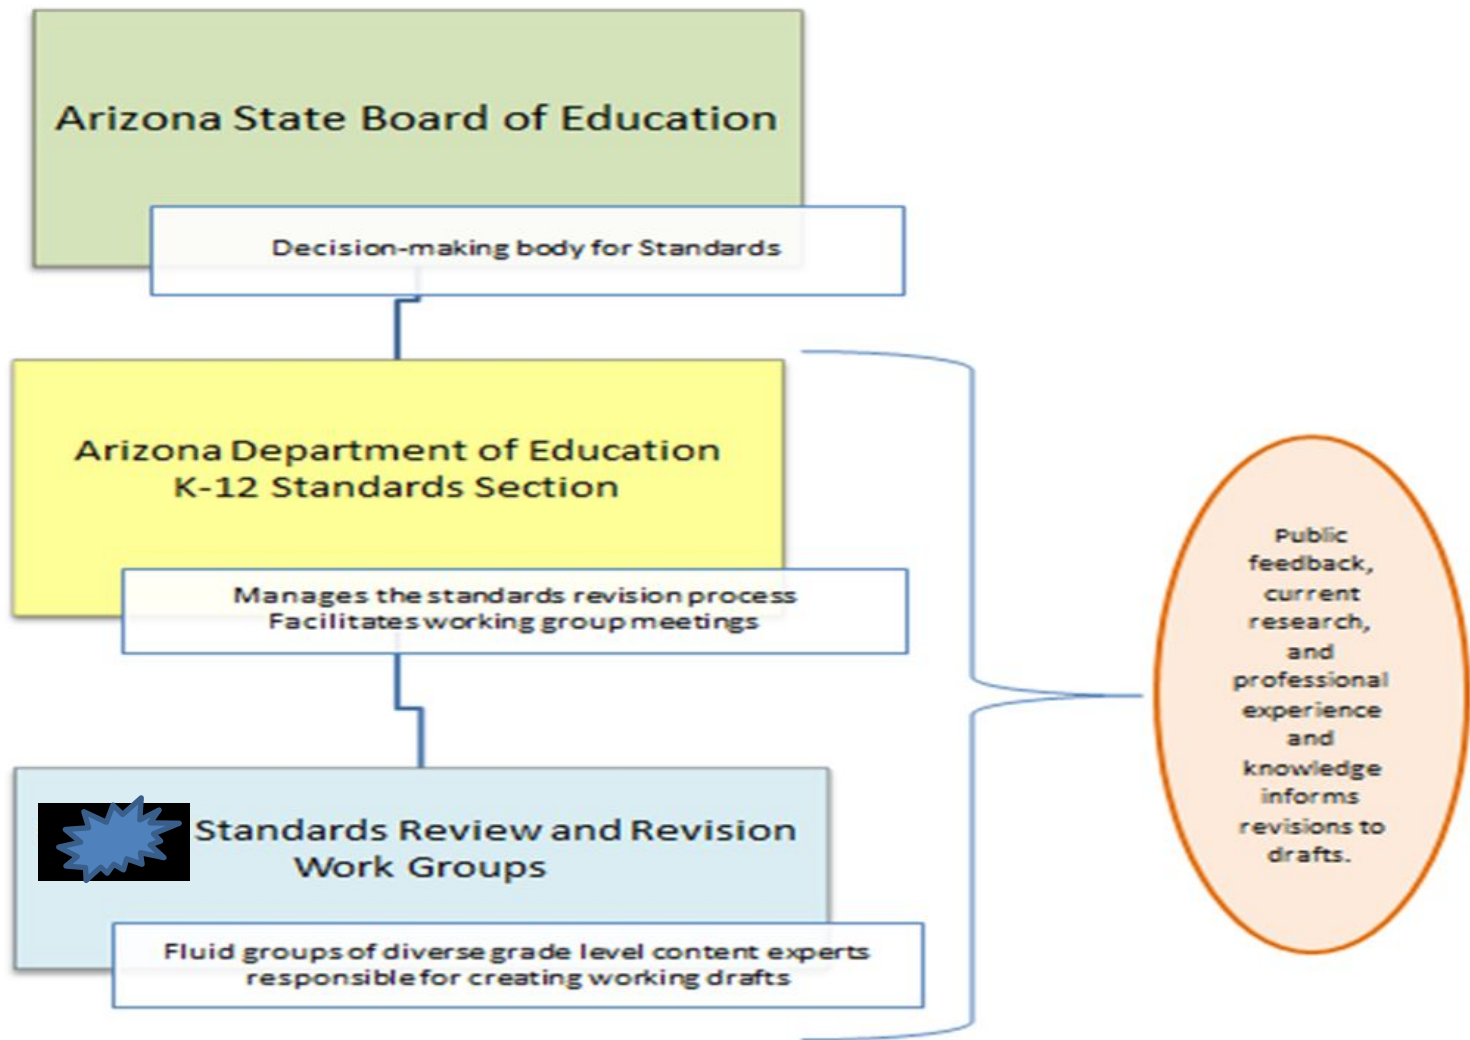 Arizona State Board of Education
Decision-making body for Standards
Arizona Department of Education
K-12 Standards Section
Manages the standards revision process
Facilitates working group meetings
Standards Review and Revision
Work Groups
Fluid groups of diverse grade level content experts
responsible for creating working drafts
Public
feedback,
current
research,
and
professional
experience
and
knowledge
informs
revisions to
drafts.